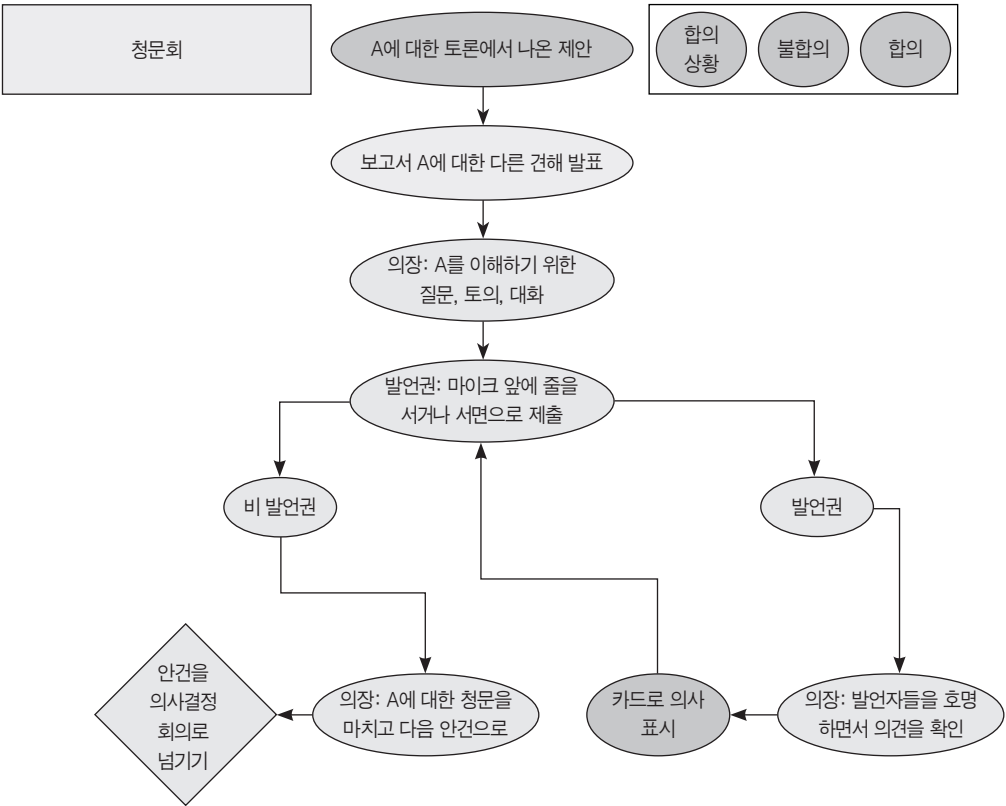 청문회
A에 대한 토론에서 나온 제안
합의
상황
불합의
합의
보고서 A에 대한 다른 견해 발표
의장: A를 이해하기 위한
질문, 토의, 대화
발언권: 마이크 앞에 줄을
서거나 서면으로 제출
비 발언권
발언권
안건을
의사결정
회의로
넘기기
의장: A에 대한 청문을
마치고 다음 안건으로
카드로 의사
표시
의장: 발언자들을 호명
하면서 의견을 확인